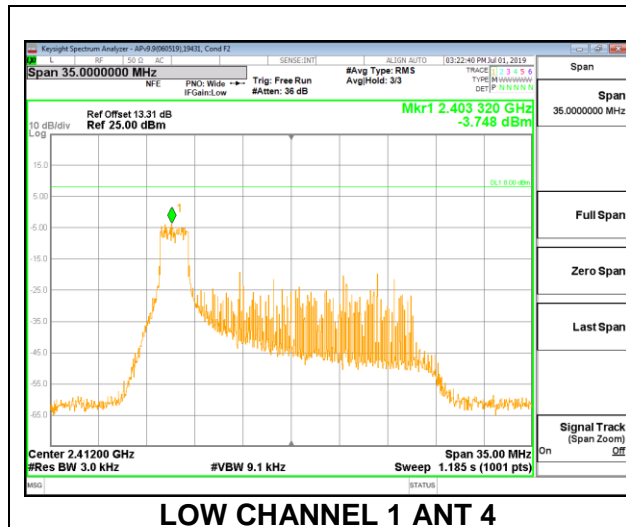 Keysight Spectrum Analyzer - APv9.9(060519),19431, Cond F2
L RF 50 Ω AC SENSE:INT ALIGN AUTO 03:22:40 PM Jul 01, 2019
Span 35.0000000 MHz
NFE
PNO: Wide
IFGain:Low
Trig: Free Run
#Atten: 36 dB
#Avg Type: RMS
Avg|Hold: 3/3
TRACE 1 2 3 4 5 6
TYPE M W W W W W
DET P N N N N N
Ref Offset 13.31 dB
Ref 25.00 dBm
10 dB/div
Log
Mkr1 2.403 320 GHz
-3.748 dBm
15.0
DL1 8.00 dBm
5.00
1
-5.00
-15.0
-25.0
-35.0
-45.0
-55.0
-65.0
Center 2.41200 GHz
Span 35.00 MHz
#Res BW 3.0 kHz
#VBW 9.1 kHz
Sweep 1.185 s (1001 pts)
MSG
STATUS
Span
Span
35.0000000 MHz
Full Span
Zero Span
Last Span
Signal Track
(Span Zoom)
On Off
LOW CHANNEL 1 ANT 4